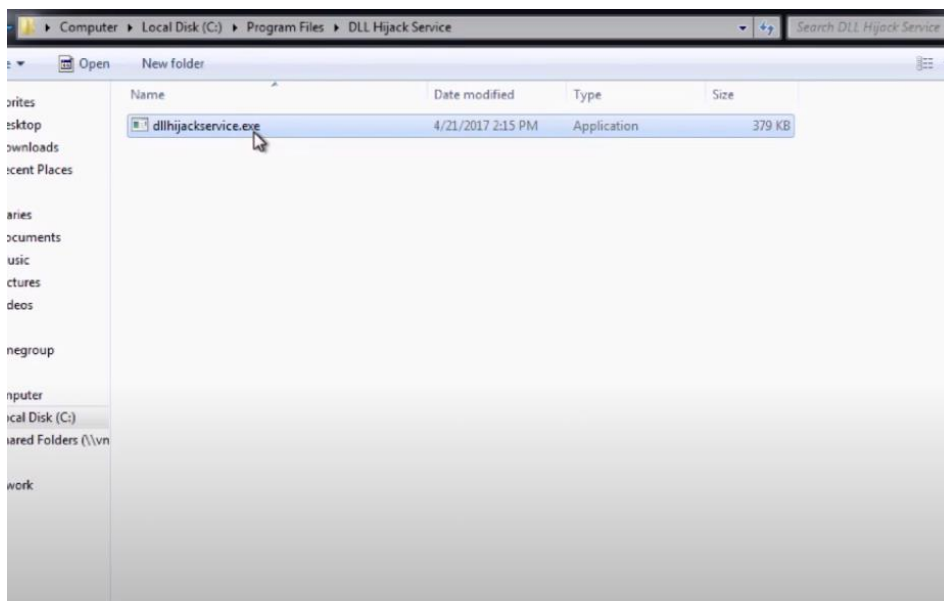 Computer ▸ Local Disk (C:) ▸ Program Files ▸ DLL Hijack Service
Search DLL Hijack Service
Open New folder
Name Date modified Type Size
dllhijackservice.exe 4/21/2017 2:15 PM Application 379 KB
orites
esktop
ownloads
ecent Places
aries
ocuments
usic
ctures
deos
negroup
nputer
ocal Disk (C:)
ared Folders (\\vn
work